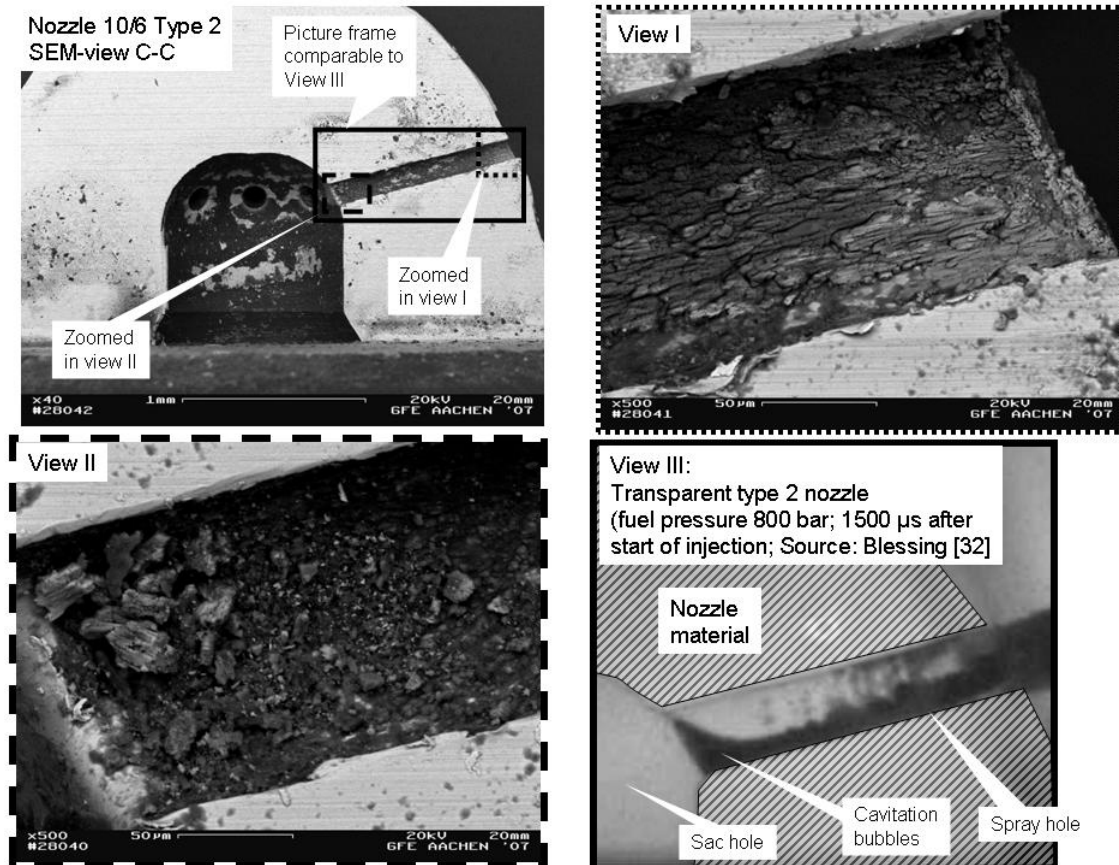 Nozzle 10/6 Type 2
SEM-view C-C
Picture frame
comparable to
View III
Zoomed
in view I
Zoomed
in view II
x40
1mm
20kV
20mm
#28042
GFE AACHEN '07
View I
x500
50µm
20kV
20mm
#28041
GFE AACHEN '07
View II
x500
50µm
20kV
20mm
#28040
GFE AACHEN '07
View III:
Transparent type 2 nozzle
(fuel pressure 800 bar; 1500 µs after
start of injection; Source: Blessing [32]
Nozzle
material
Sac hole
Cavitation
bubbles
Spray hole